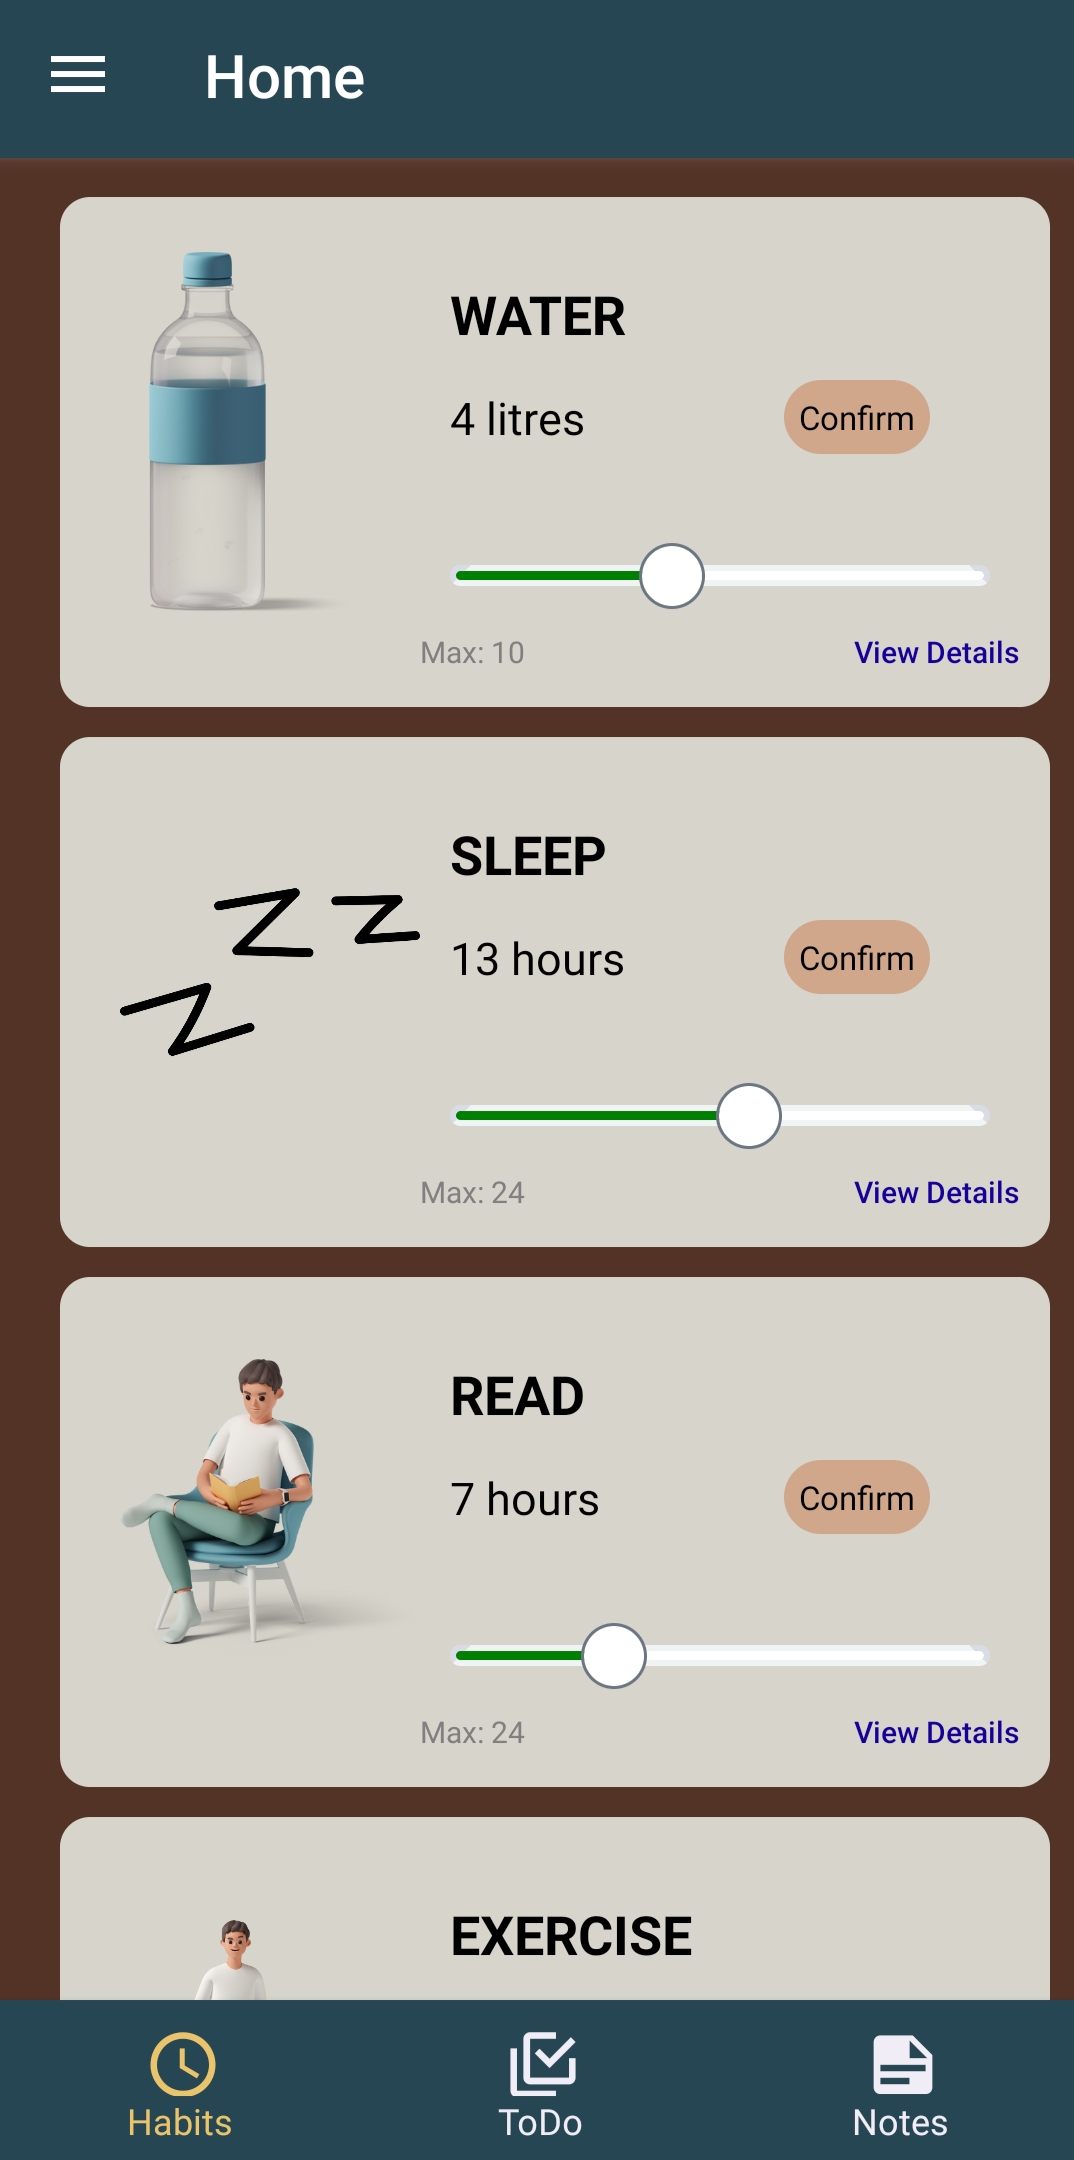 Home
WATER
4 litres
Confirm
Max: 10
View Details
SLEEP
Z Z Z
13 hours
Confirm
Max: 24
View Details
READ
7 hours
Confirm
Max: 24
View Details
EXERCISE
Habits
ToDo
Notes